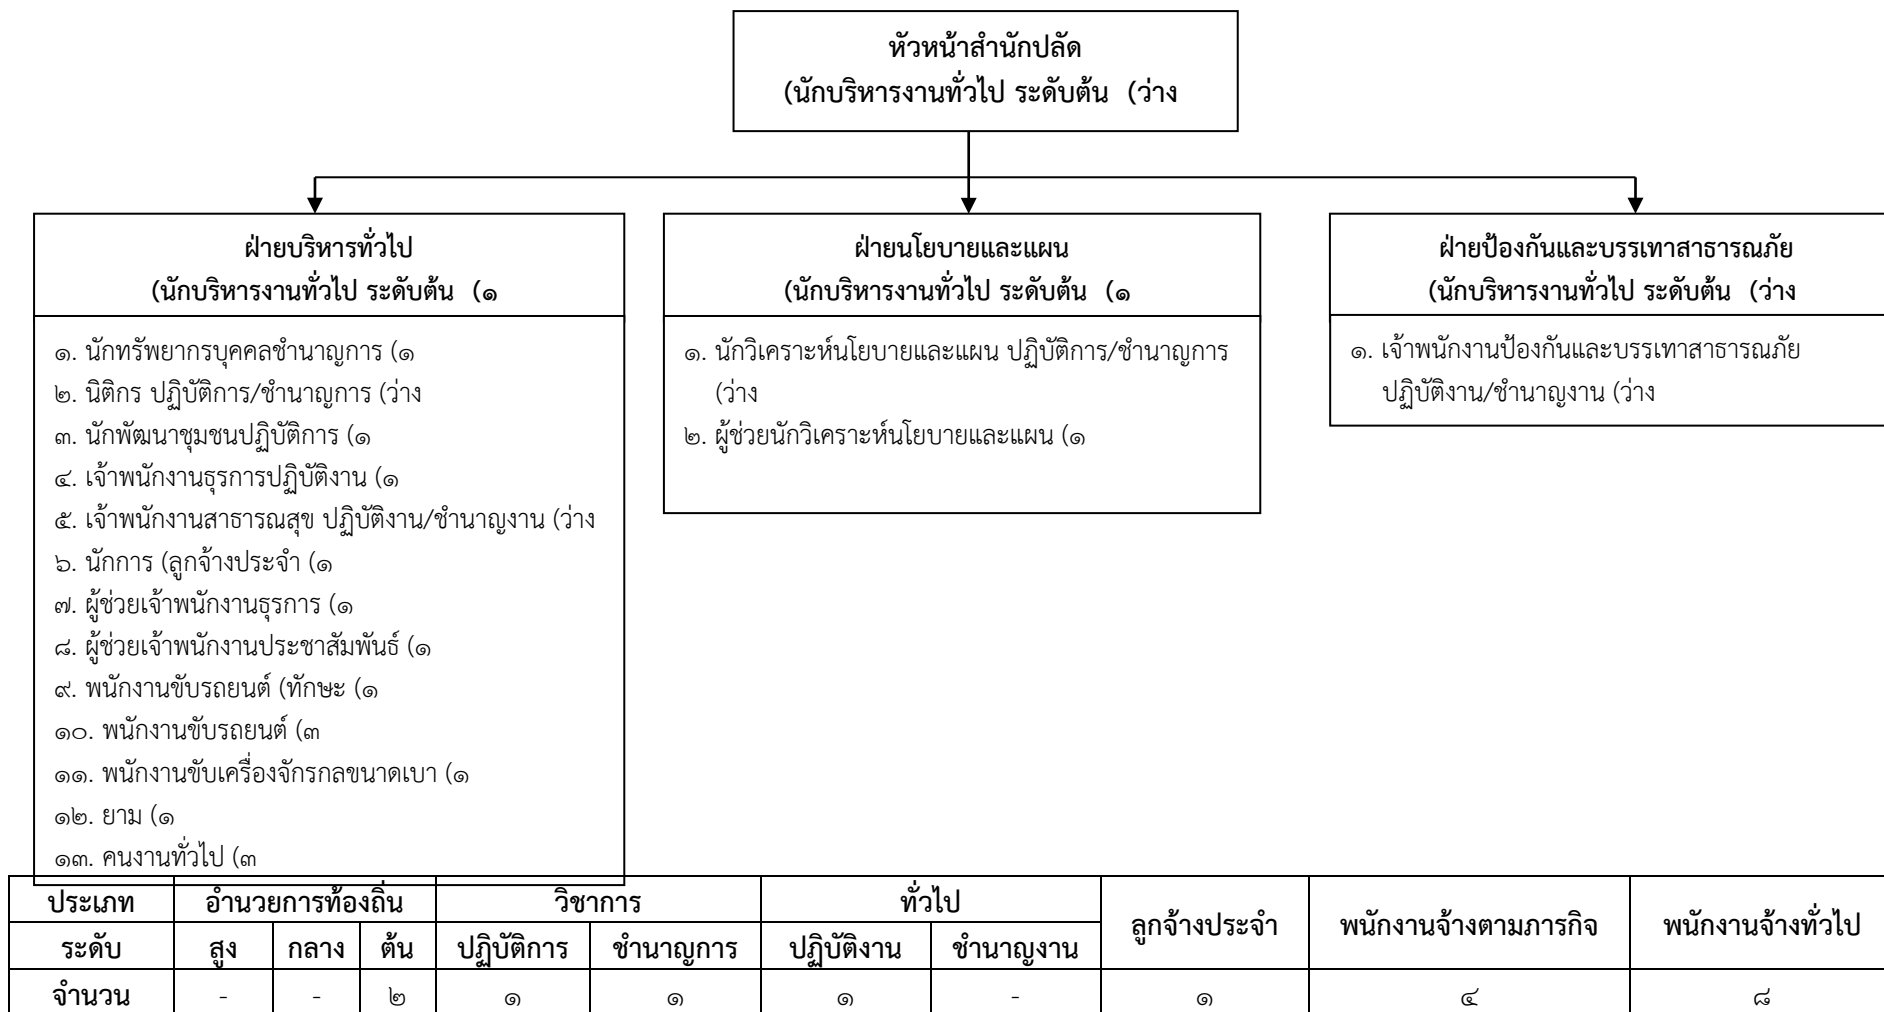 หัวหน้าสำนักปลัด
(นักบริหารงานทั่วไป ระดับต้น (ว่าง
ฝ่ายบริหารทั่วไป
(นักบริหารงานทั่วไป ระดับต้น (๑
๑. นักทรัพยากรบุคคลชำนาญการ (๑
๒. นิติกร ปฏิบัติการ/ชำนาญการ (ว่าง
๓. นักพัฒนาชุมชนปฏิบัติการ (๑
๔. เจ้าพนักงานธุรการปฏิบัติงาน (๑
๕. เจ้าพนักงานสาธารณสุข ปฏิบัติงาน/ชำนาญงาน (ว่าง
๖. นักการ (ลูกจ้างประจำ (๑
๗. ผู้ช่วยเจ้าพนักงานธุรการ (๑
๘. ผู้ช่วยเจ้าพนักงานประชาสัมพันธ์ (๑
๙. พนักงานขับรถยนต์ (ทักษะ (๑
๑๐. พนักงานขับรถยนต์ (๓
๑๑. พนักงานขับเครื่องจักรกลขนาดเบา (๑
๑๒. ยาม (๑
๑๓. คนงานทั่วไป (๓
ฝ่ายนโยบายและแผน
(นักบริหารงานทั่วไป ระดับต้น (๑
๑. นักวิเคราะห์นโยบายและแผน ปฏิบัติการ/ชำนาญการ
(ว่าง
๒. ผู้ช่วยนักวิเคราะห์นโยบายและแผน (๑
ฝ่ายป้องกันและบรรเทาสาธารณภัย
(นักบริหารงานทั่วไป ระดับต้น (ว่าง
๑. เจ้าพนักงานป้องกันและบรรเทาสาธารณภัย
ปฏิบัติงาน/ชำนาญงาน (ว่าง
ประเภท อำนวยการท้องถิ่น วิชาการ ทั่วไป ลูกจ้างประจำ พนักงานจ้างตามภารกิจ พนักงานจ้างทั่วไป
ระดับ สูง กลาง ต้น ปฏิบัติการ ชำนาญการ ปฏิบัติงาน ชำนาญงาน
จำนวน - - ๒ ๑ ๑ ๑ - ๑ ๔ ๘